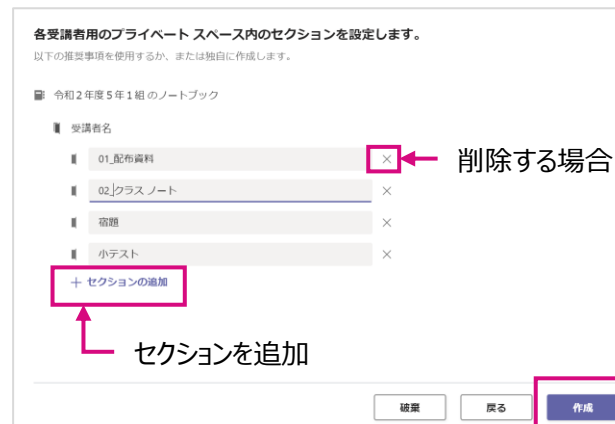 各受講者用のプライベート スペース内のセクションを設定します。
以下の推奨事項を使用するか、または独自に作成します。
令和2年度5年1組 のノートブック
受講者名
01_配布資料
削除する場合
02_クラス ノート
宿題
小テスト
+ セクションの追加
セクションを追加
破棄 戻る 作成